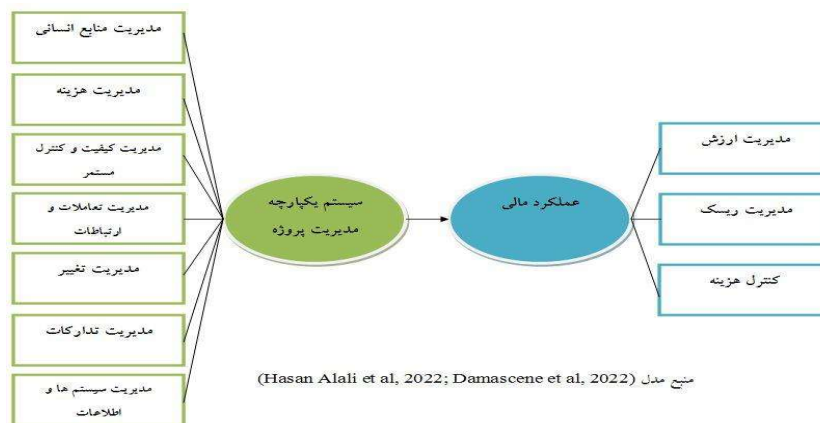 مدیریت منابع انسانی
مدیریت هزینه
مدیریت کیفیت و کنترل
مستمر
مدیریت تعاملات و
ارتباطات
مدیریت تغییر
مدیریت تدارکات
مدیریت سیستم ها و
اطلاعات
سیستم یکپارچه
مدیریت پروژه
عملکرد مالی
مدیریت ارزش
مدیریت ریسک
کنترل هزینه
منبع مدل (Hasan Alali et al, 2022; Damascene et al, 2022)